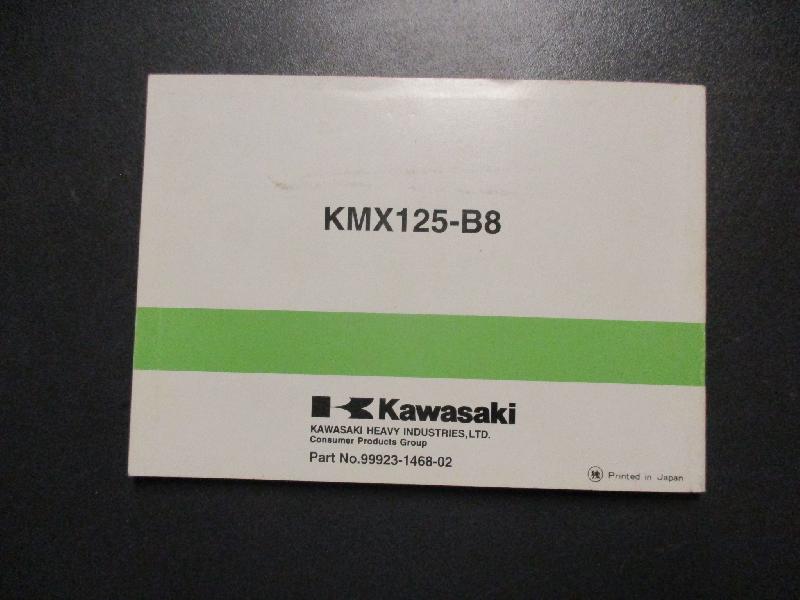 KMX125-B8
Kawasaki
KAWASAKI HEAVY INDUSTRIES,LTD.
Consumer Products Group
Part No.99923-1468-02
Printed in Japan